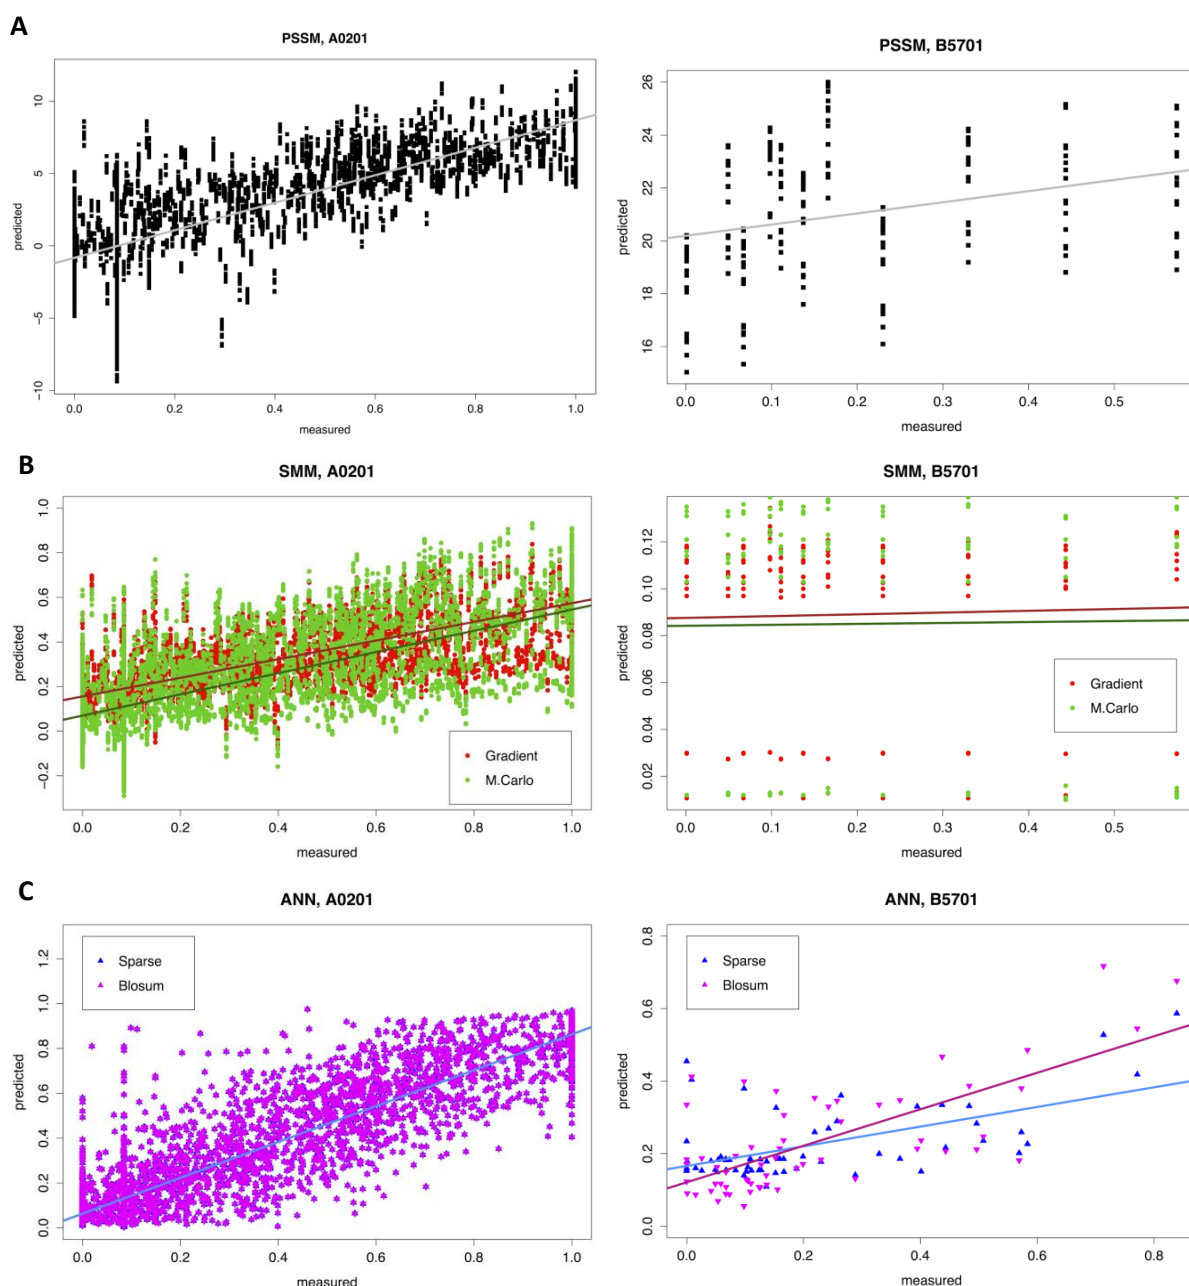 A
PSSM, A0201
predicted
10
5
0
−5
−10
0.0 0.2 0.4 0.6 0.8 1.0
measured
PSSM, B5701
predicted
26
24
22
20
18
16
0.0 0.1 0.2 0.3 0.4 0.5
measured
B
SMM, A0201
predicted
1.0
0.8
0.6
0.4
0.2
0.0
−0.2
Gradient
M.Carlo
0.0 0.2 0.4 0.6 0.8 1.0
measured
SMM, B5701
predicted
0.12
0.10
0.08
0.06
0.04
0.02
Gradient
M.Carlo
0.0 0.1 0.2 0.3 0.4 0.5
measured
C
ANN, A0201
Sparse
Blosum
predicted
1.2
1.0
0.8
0.6
0.4
0.2
0.0
0.0 0.2 0.4 0.6 0.8 1.0
measured
ANN, B5701
Sparse
Blosum
predicted
0.8
0.6
0.4
0.2
0.0
0.0 0.2 0.4 0.6 0.8
measured